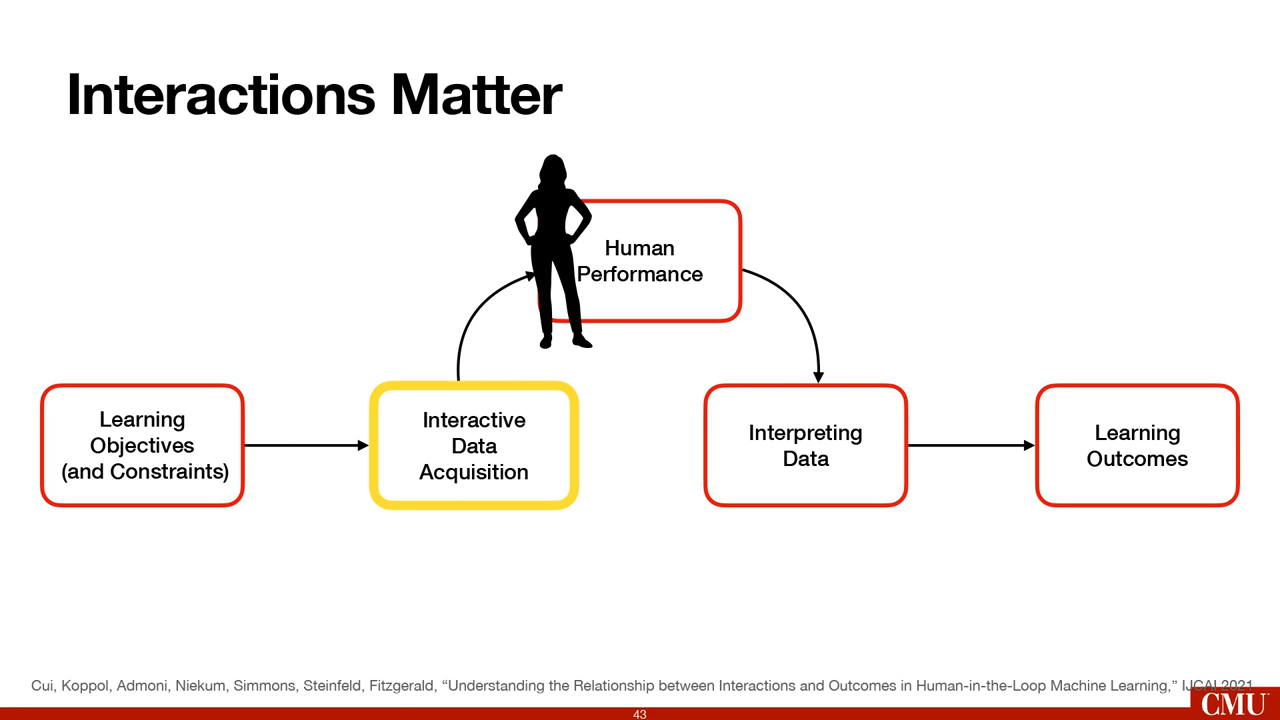 Interactions Matter
Human
Performance
Learning
Objectives
(and Constraints)
Interactive
Data
Acquisition
Interpreting
Data
Learning
Outcomes
Cui, Koppol, Admoni, Niekum, Simmons, Steinfeld, Fitzgerald, “Understanding the Relationship between Interactions and Outcomes in Human-in-the-Loop Machine Learning,” IJCAI 2021
43
CMU